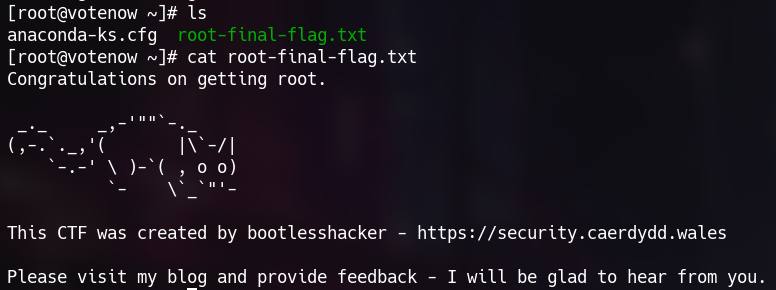 [root@votenow ~]# ls
anaconda-ks.cfg  root-final-flag.txt
[root@votenow ~]# cat root-final-flag.txt
Congratulations on getting root.

 _._     _,-'""`-._
(,-.`._,'(       |\`-/|
    `-.-' \ )-`( , o o)
          `-    \`_`"'-

This CTF was created by bootlesshacker - https://security.caerdydd.wales

Please visit my blog and provide feedback - I will be glad to hear from you.